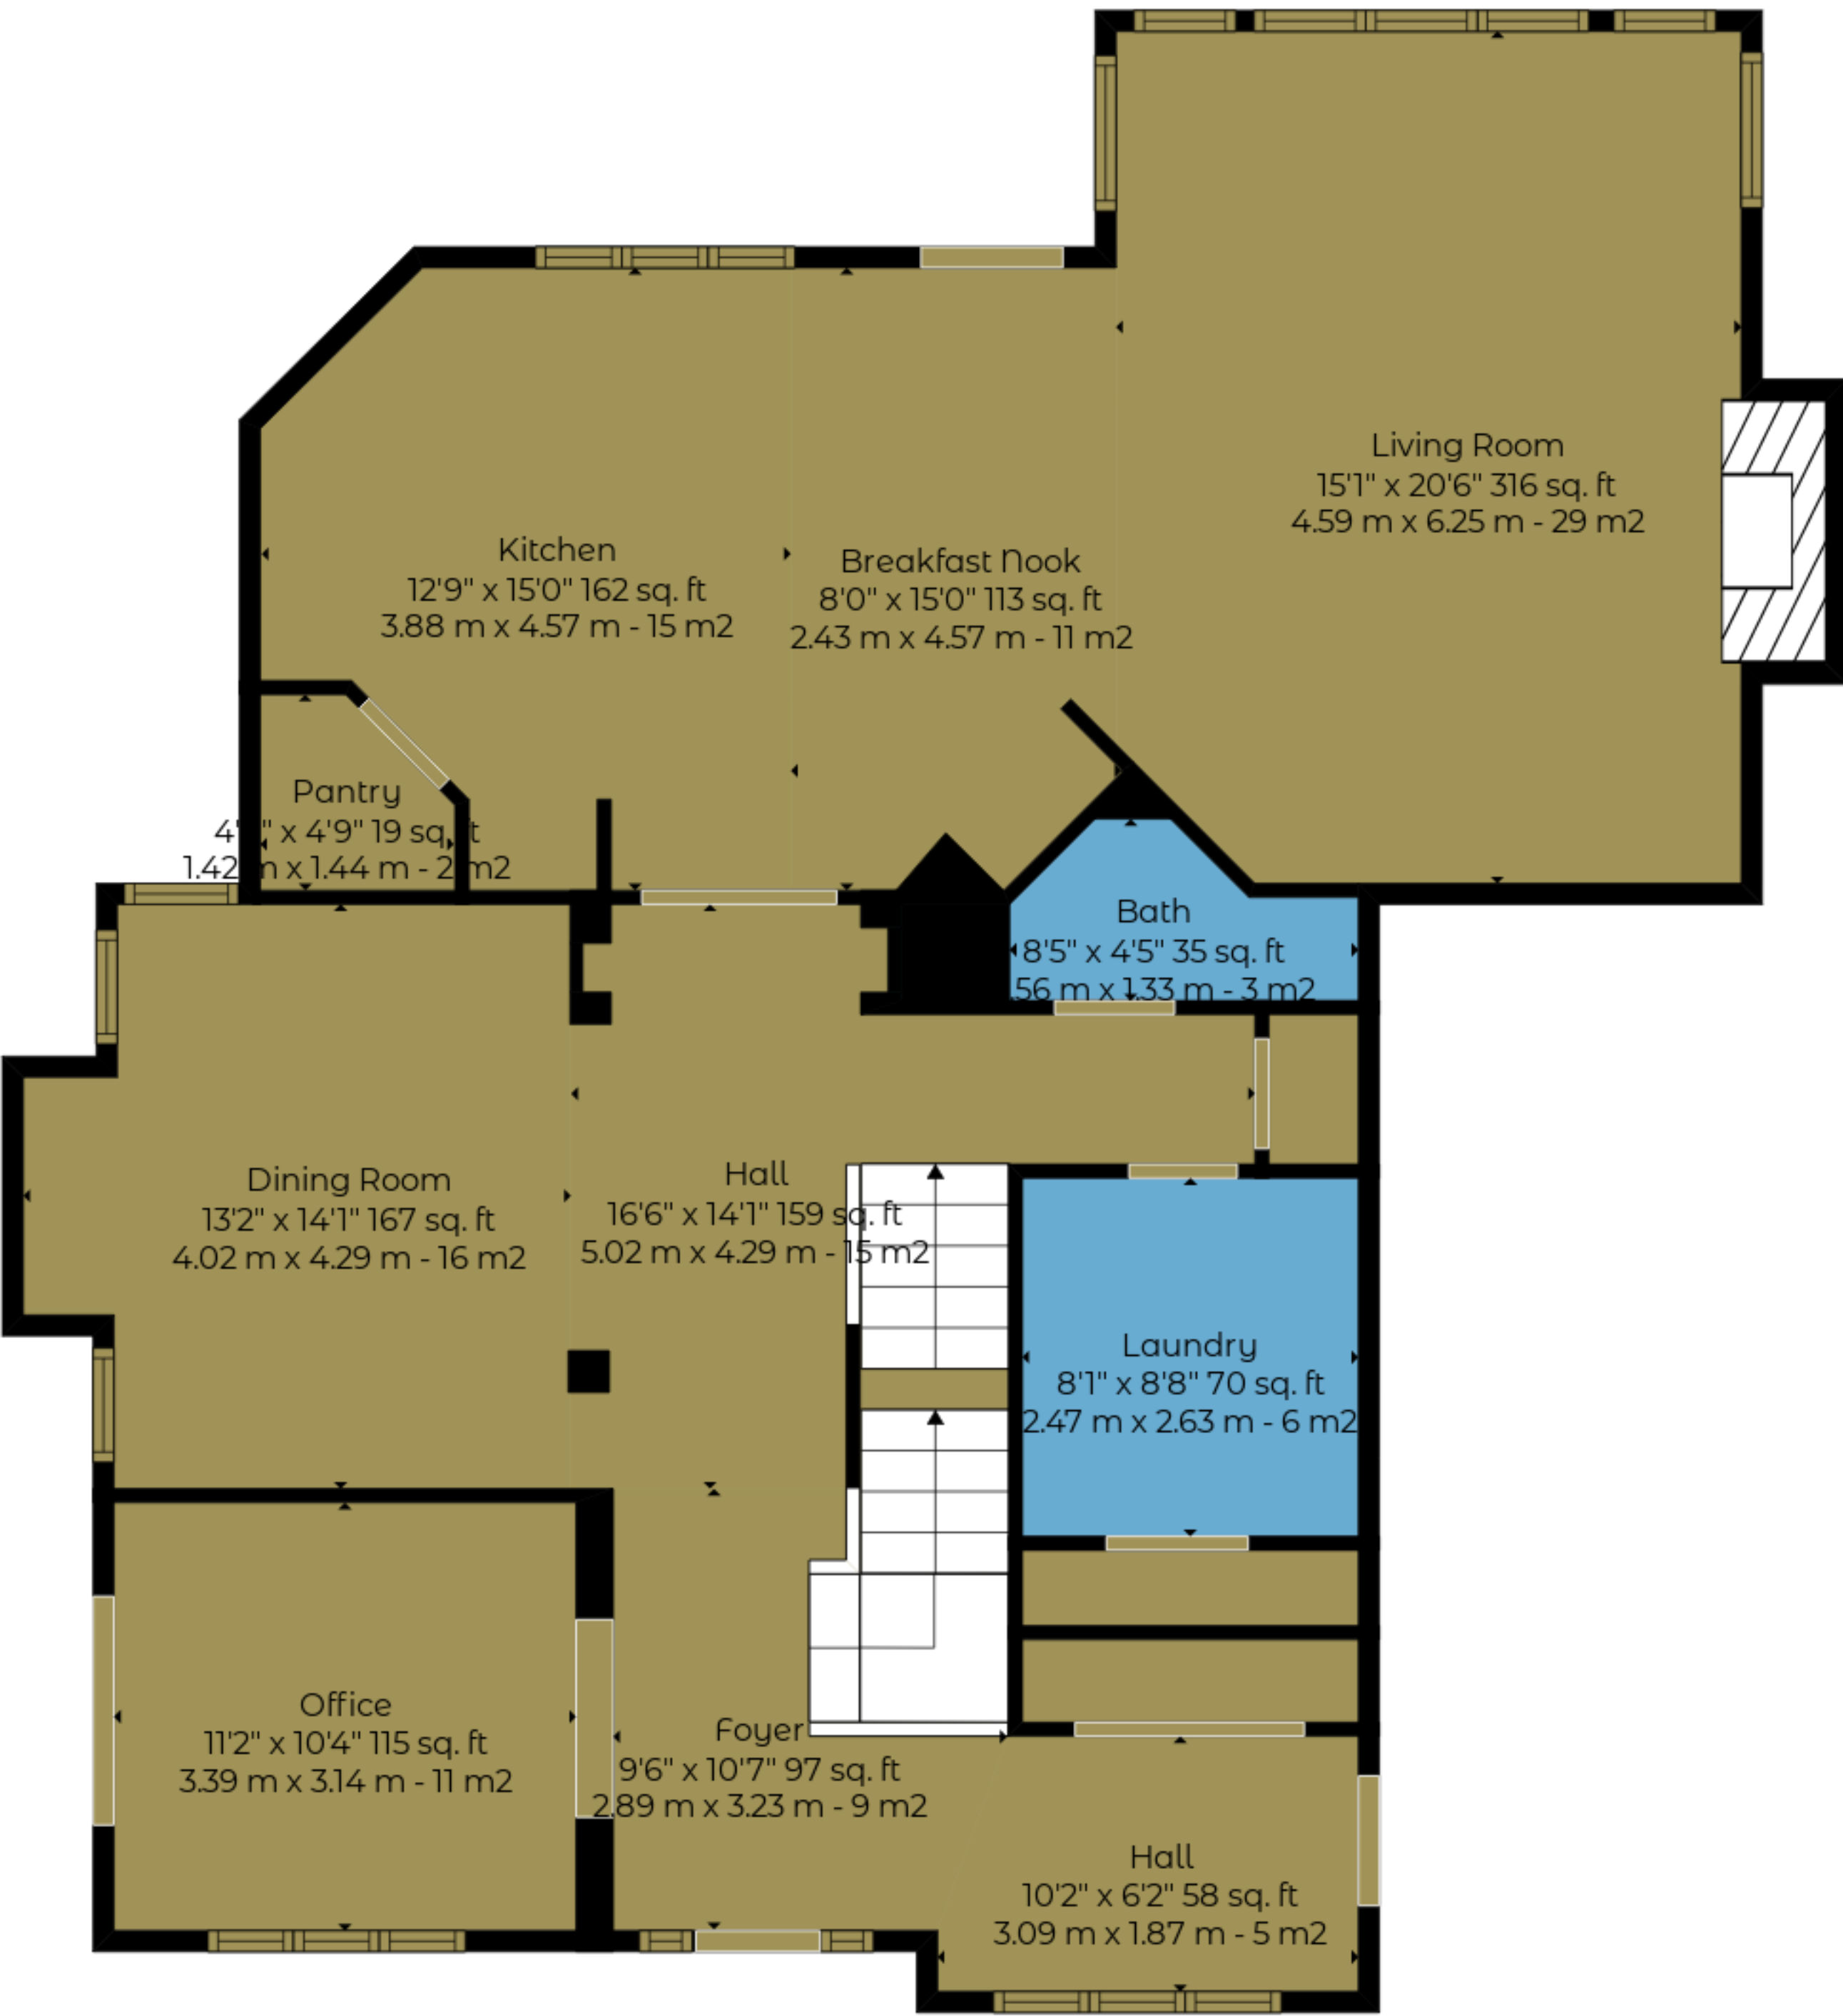 Living Room
15'1" x 20'6" 316 sq. ft
4.59 m x 6.25 m - 29 m2
Kitchen
12'9" x 15'0" 162 sq. ft
3.88 m x 4.57 m - 15 m2
Breakfast Nook
8'0" x 15'0" 113 sq. ft
2.43 m x 4.57 m - 11 m2
Pantry
x 4'9" 19 sq. ft
1.42 m x 1.44 m - 2 m2
Bath
8'5" x 4'5" 35 sq. ft
56 m x 1.33 m - 3 m2
Dining Room
13'2" x 14'1" 167 sq. ft
4.02 m x 4.29 m - 16 m2
Hall
16'6" x 14'1" 159 sq. ft
5.02 m x 4.29 m - 15 m2
Laundry
8'1" x 8'8" 70 sq. ft
2.47 m x 2.63 m - 6 m2
Office
11'2" x 10'4" 115 sq. ft
3.39 m x 3.14 m - 11 m2
Foyer
9'6" x 10'7" 97 sq. ft
2.89 m x 3.23 m - 9 m2
Hall
10'2" x 6'2" 58 sq. ft
3.09 m x 1.87 m - 5 m2